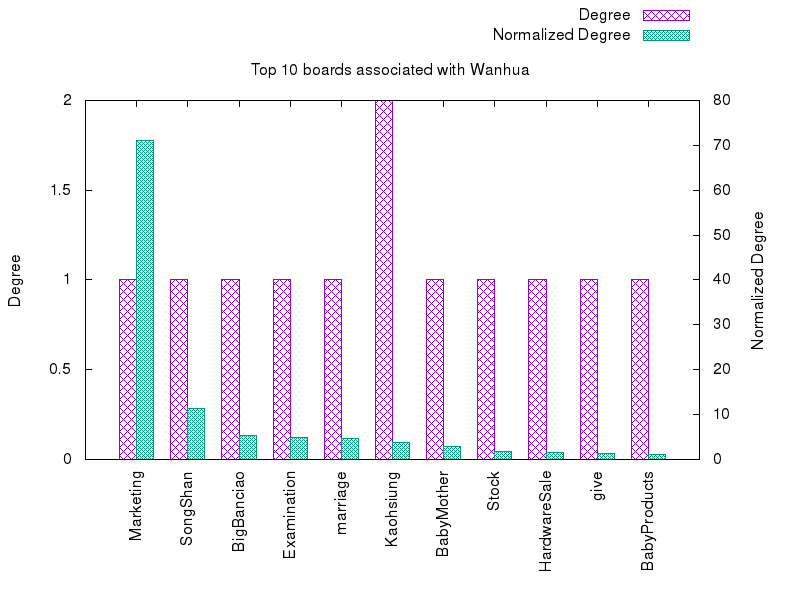 Degree
Normalized Degree
Top 10 boards associated with Wanhua
2
1.5
1
0.5
0
80
70
60
50
40
30
20
10
0
Degree
Normalized Degree
Marketing
SongShan
BigBanciao
Examination
marriage
Kaohsiung
BabyMother
Stock
HardwareSale
give
BabyProducts